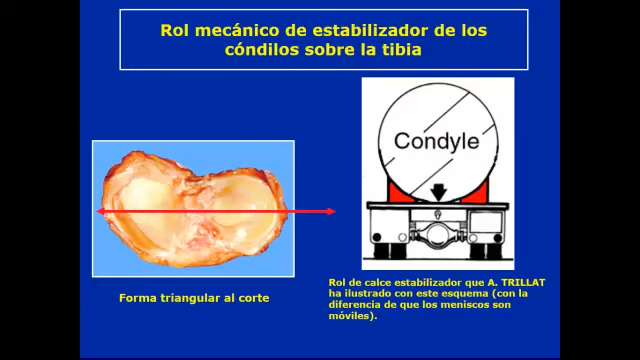 Rol mecánico de estabilizador de los
cóndilos sobre la tibia
Condyle
Forma triangular al corte
Rol de calce estabilizador que A. TRILLAT
ha ilustrado con este esquema (con la
diferencia de que los meniscos son
móviles).